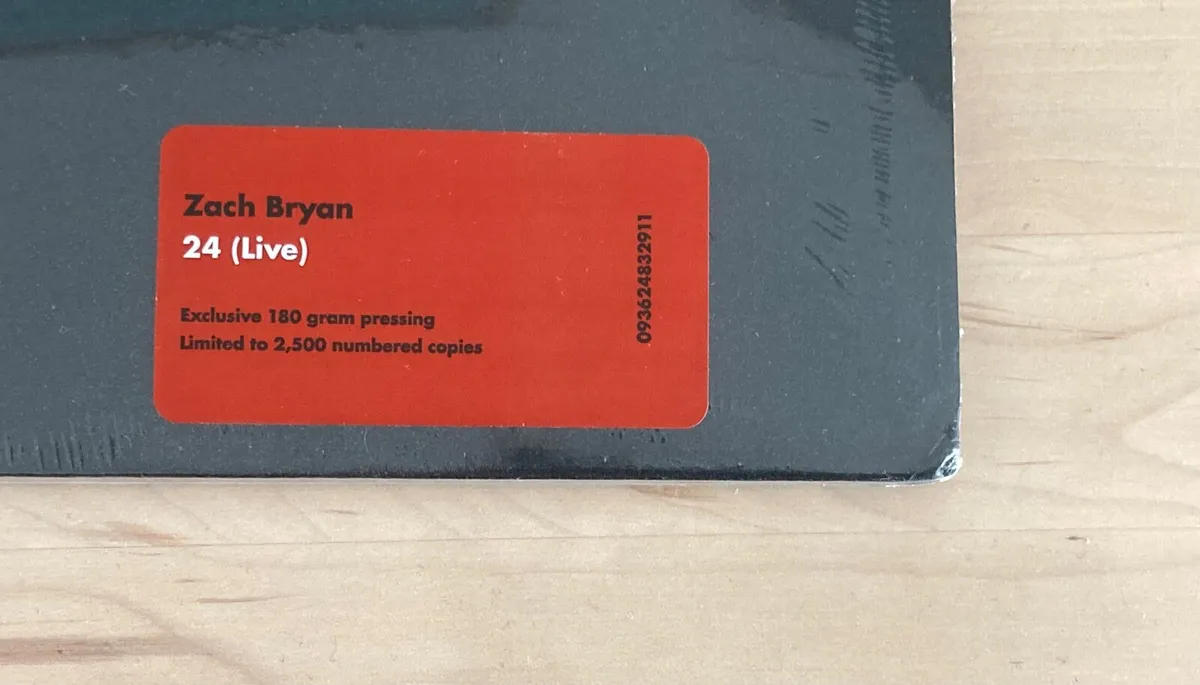 Zach Bryan
24 (Live)
Exclusive 180 gram pressing
Limited to 2,500 numbered copies
093624832911